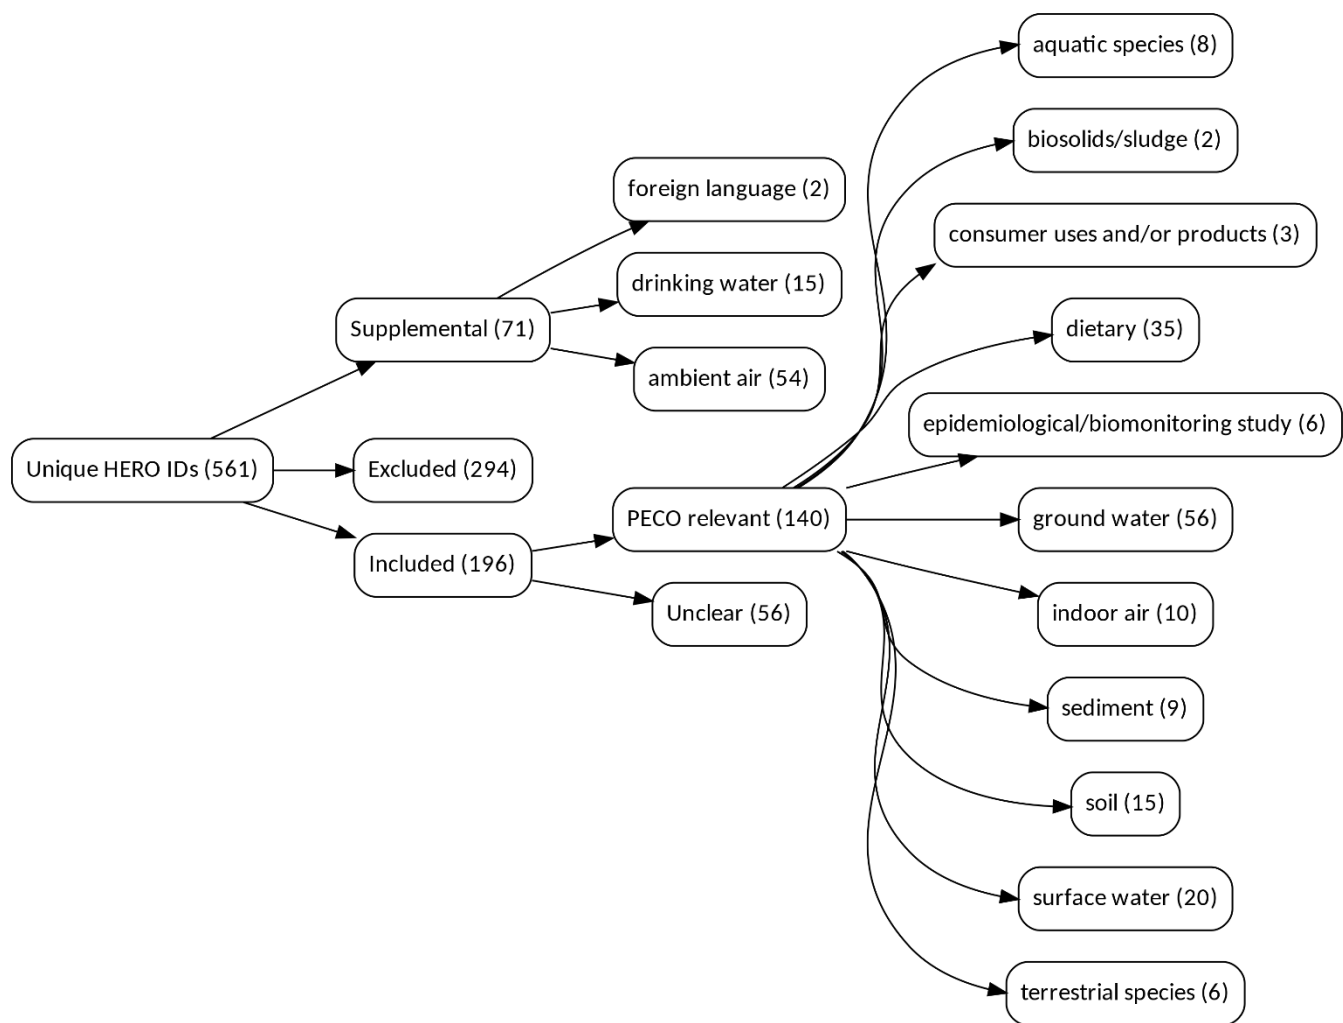 Unique HERO IDs (561)
Supplemental (71)
Excluded (294)
Included (196)
foreign language (2)
drinking water (15)
ambient air (54)
PECO relevant (140)
Unclear (56)
aquatic species (8)
biosolids/sludge (2)
consumer uses and/or products (3)
dietary (35)
epidemiological/biomonitoring study (6)
ground water (56)
indoor air (10)
sediment (9)
soil (15)
surface water (20)
terrestrial species (6)